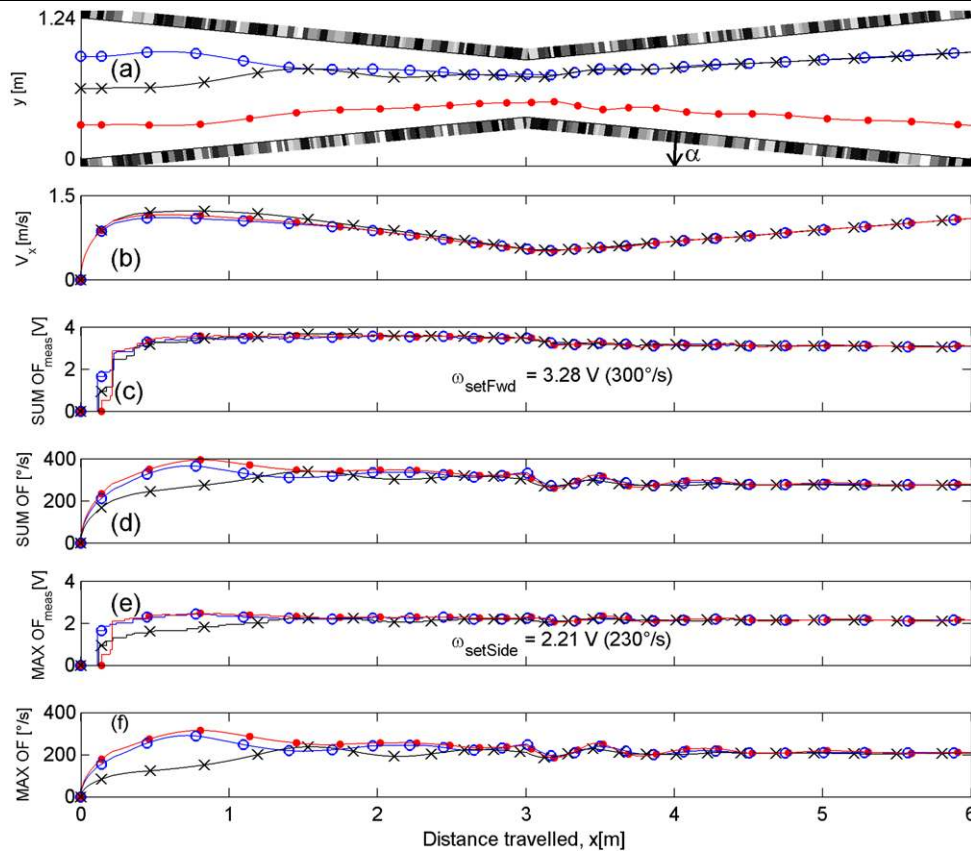 1.24
(a)
y [m]
0
α
1.5
V_x [m/s]
(b)
0
4
SUM OF_meas [V]
2
(c)
ω_setFwd = 3.28 V (300°/s)
0
400
SUM OF [°/s]
200
(d)
0
4
MAX OF_meas [V]
(e)
2
ω_setSide = 2.21 V (230°/s)
0
400
(f)
MAX OF [°/s]
200
0
0 1 2 3 4 5 6
Distance travelled, x[m]